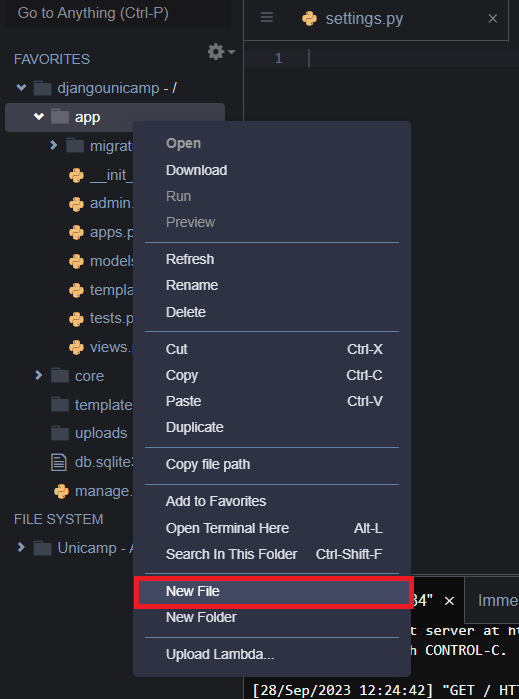 Go to Anything (Ctrl-P)
settings.py
FAVORITES
1
djangounicamp - /
app
migrat
__init_
admin.
apps.p
models
templa
tests.p
views.
core
template
uploads
db.sqlite3
manage.
FILE SYSTEM
Unicamp - A
Open
Download
Run
Preview
Refresh
Rename
Delete
Cut Ctrl-X
Copy Ctrl-C
Paste Ctrl-V
Duplicate
Copy file path
Add to Favorites
Open Terminal Here Alt-L
Search In This Folder Ctrl-Shift-F
New File
New Folder
Upload Lambda...
34" × Imme
t server at ht
h CONTROL-C.
[28/Sep/2023 12:24:42] "GET / HTT